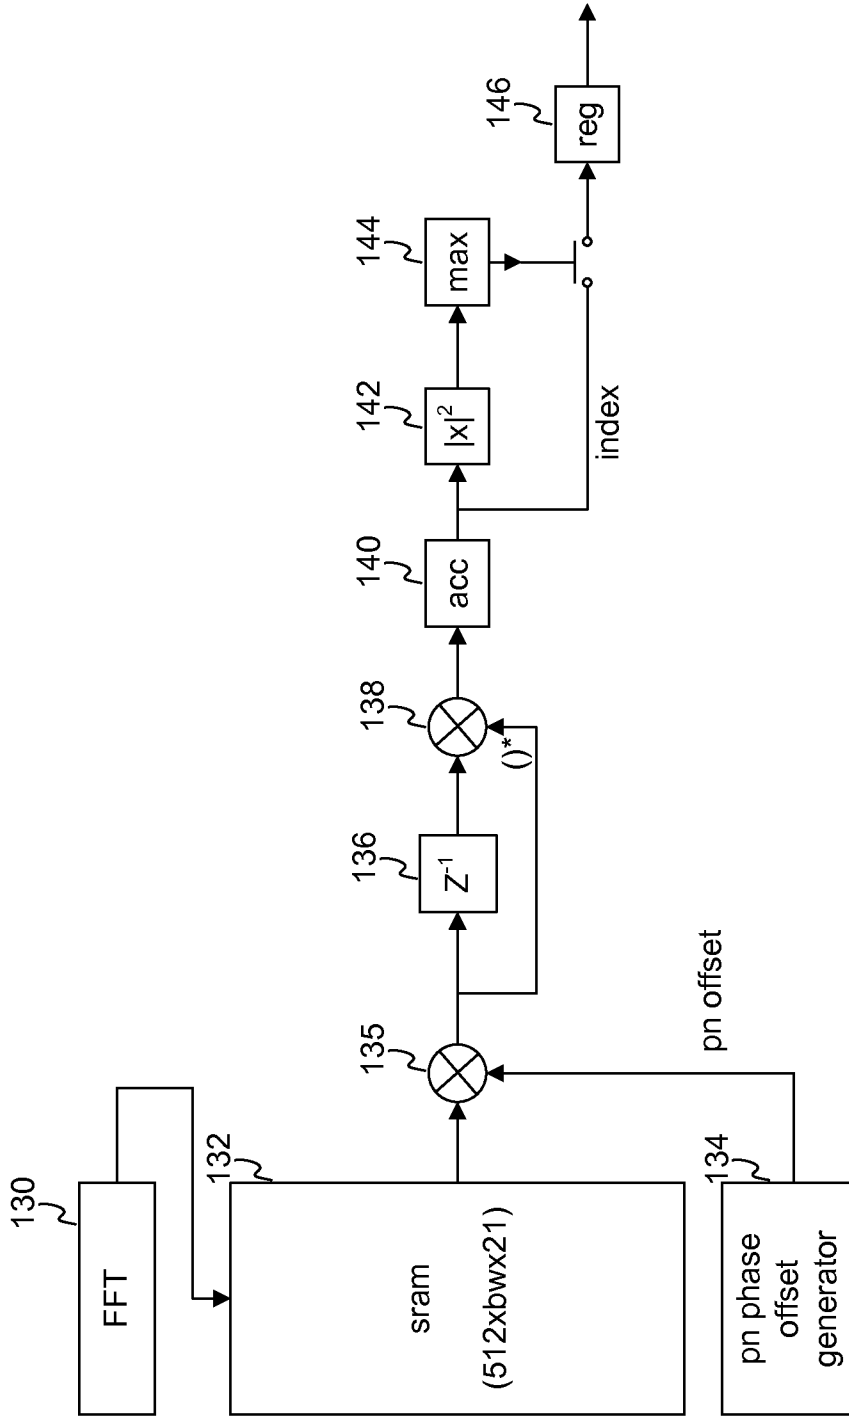 130
FFT
132
sram
(512xbwx21)
134
pn phase
offset
generator
pn offset
135
136
Z⁻¹
138
()*
140
acc
142
|x|²
144
max
index
146
reg